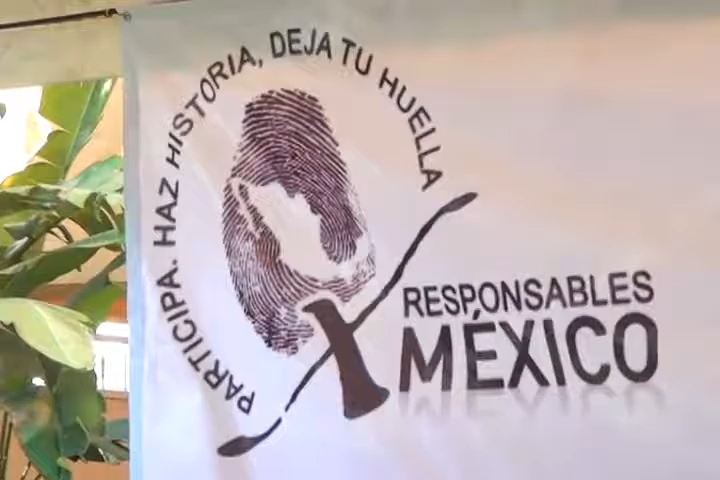 PARTICIPA. HAZ HISTORIA, DEJA TU HUELLA
X
RESPONSABLES
MÉXICO